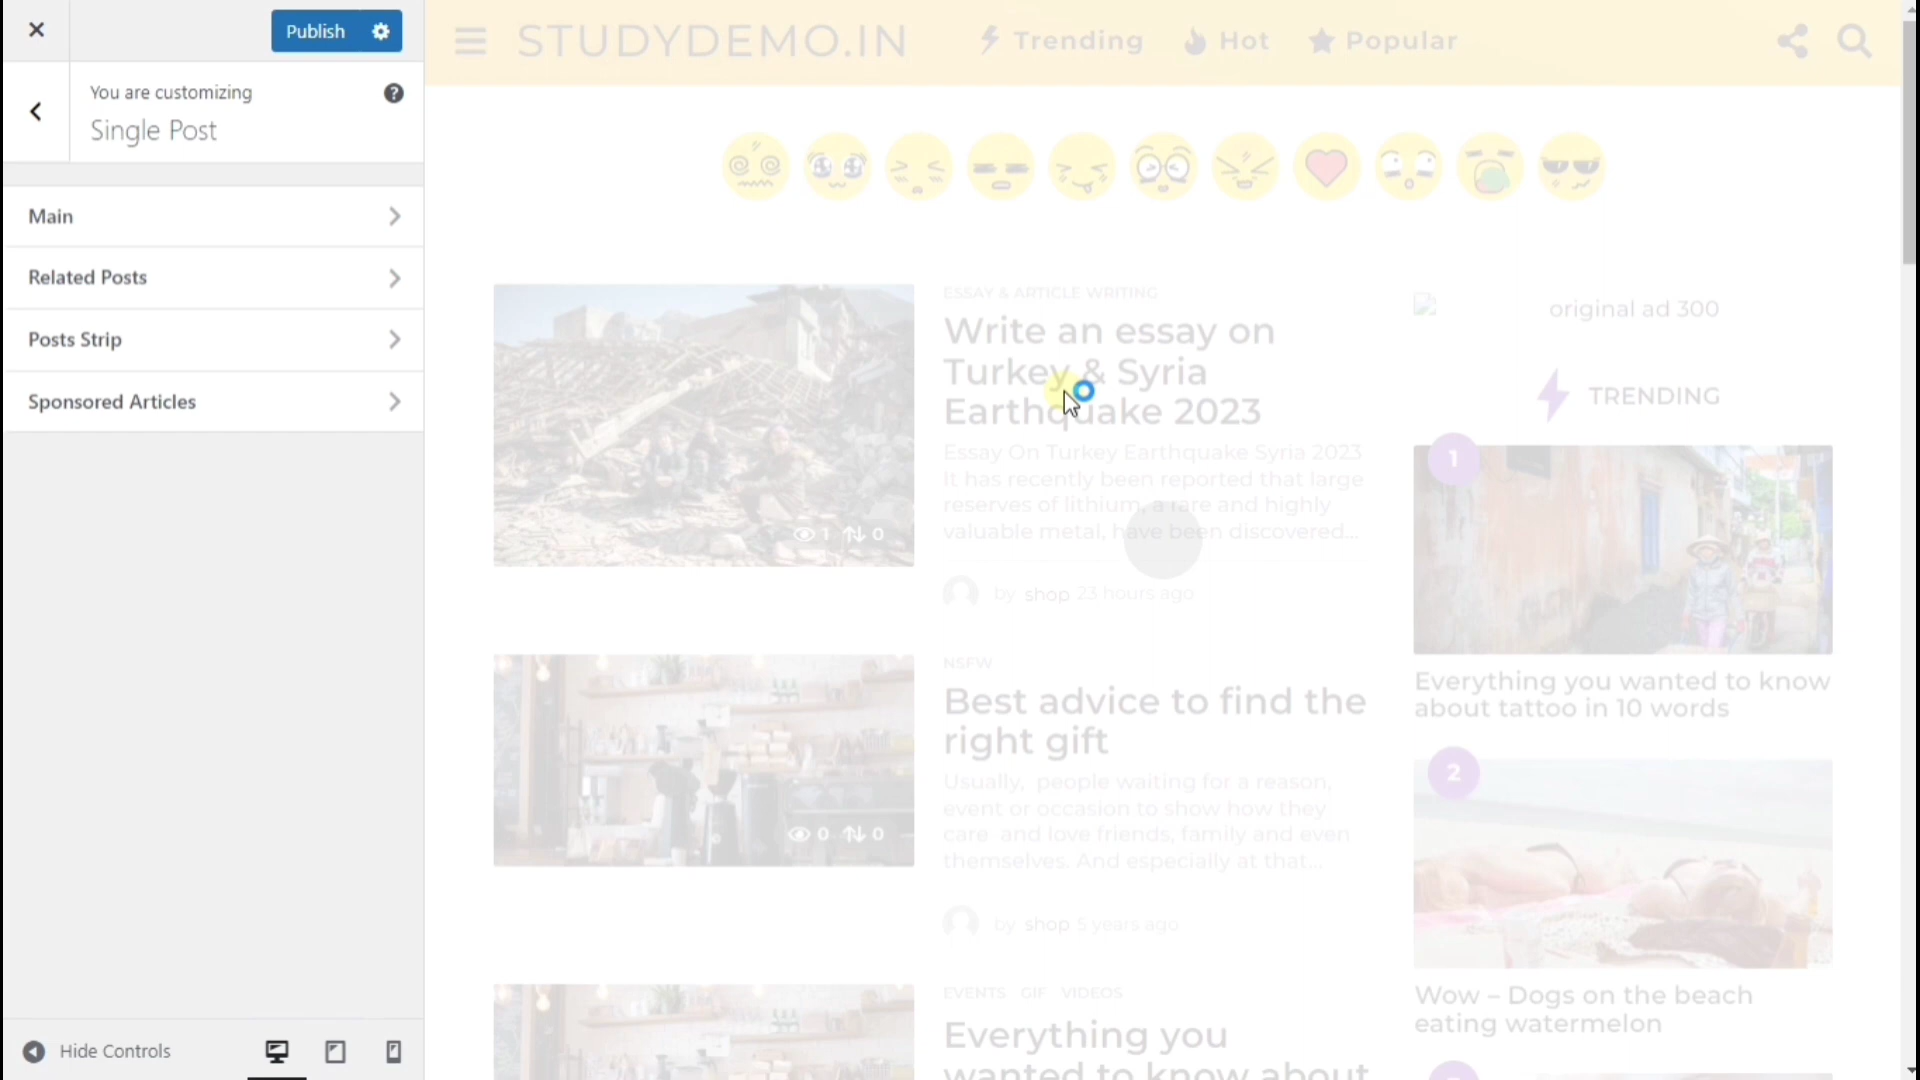 Publish
You are customizing
Single Post
Main
Related Posts
Posts Strip
Sponsored Articles
Hide Controls
STUDYDEMO.IN
Trending
Hot
Popular
ESSAY & ARTICLE WRITING
Write an essay on
Turkey & Syria
Earthquake 2023
Essay On Turkey Earthquake Syria 2023
It has recently been reported that large
reserves of lithium, a rare and highly
valuable metal, have been discovered...
1 0
by shop 23 hours ago
NSFW
Best advice to find the
right gift
Usually, people waiting for a reason,
event or occasion to show how they
care and love friends, family and even
themselves. And especially at that...
0 0
by shop 5 years ago
EVENTS GIF VIDEOS
Everything you
wanted to know about
original ad 300
TRENDING
1
Everything you wanted to know
about tattoo in 10 words
2
Wow – Dogs on the beach
eating watermelon